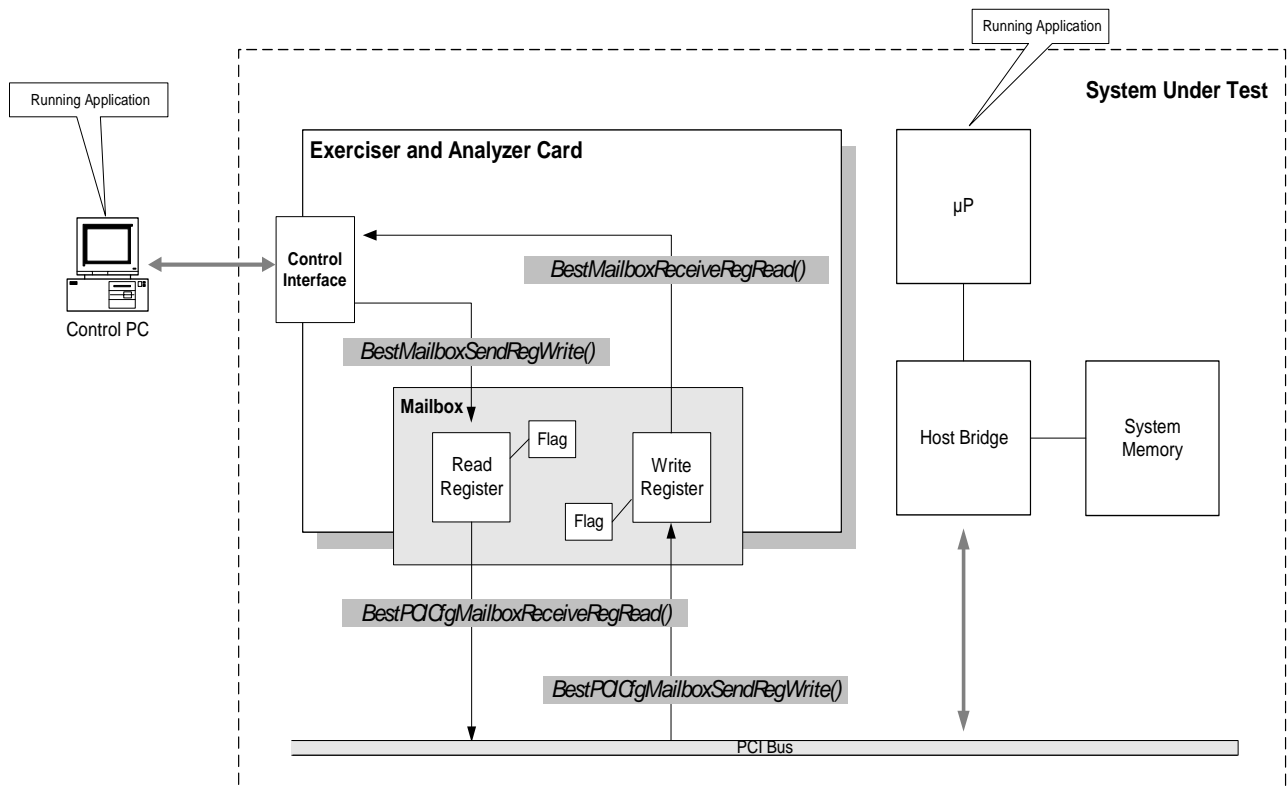 Running Application
System Under Test
Running Application
Exerciser and Analyzer Card
µP
Control
Interface
BestMailboxReceiveRegRead()
Control PC
BestMailboxSendRegWrite()
Mailbox
Flag
Read
Register
Write
Register
Flag
Host Bridge
System
Memory
BestPCICfgMailboxReceiveRegRead()
BestPCICfgMailboxSendRegWrite()
PCI Bus